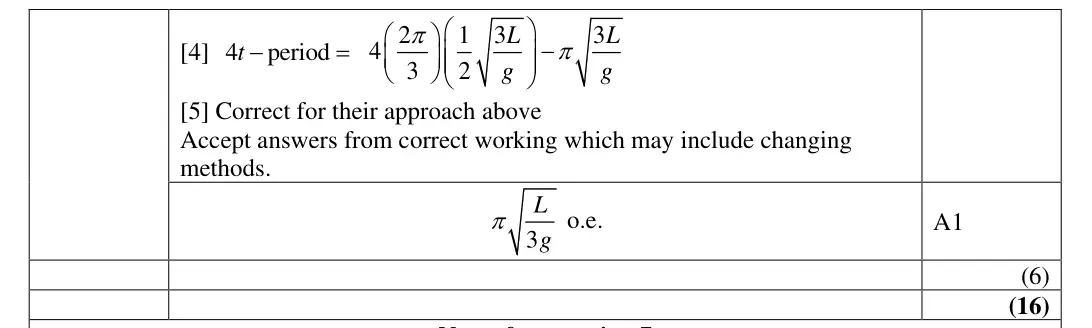 [4] 4t – period = 4(2π/3)(1/2 √(3L/g)) – π√(3L/g)
[5] Correct for their approach above
Accept answers from correct working which may include changing
methods.
π√(L/3g) o.e. A1
(6)
(16)